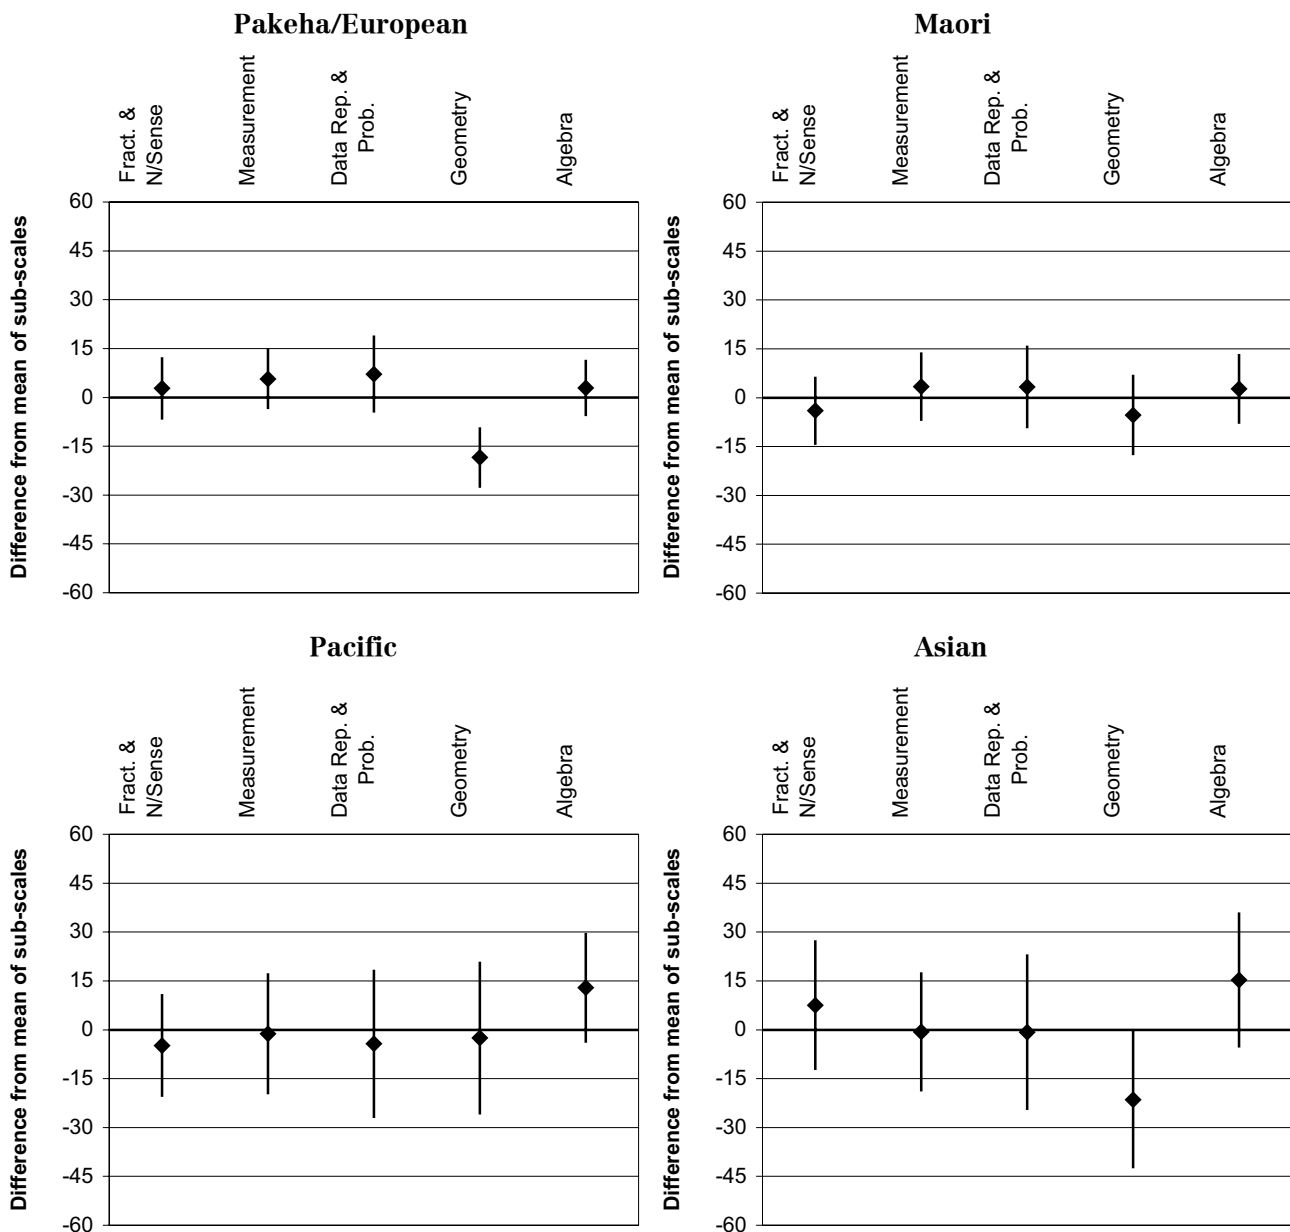 Pakeha/European
Fract. &
N/Sense
Measurement
Data Rep. &
Prob.
Geometry
Algebra
Difference from mean of sub-scales
60
45
30
15
0
-15
-30
-45
-60
Maori
Fract. &
N/Sense
Measurement
Data Rep. &
Prob.
Geometry
Algebra
Difference from mean of sub-scales
60
45
30
15
0
-15
-30
-45
-60
Pacific
Fract. &
N/Sense
Measurement
Data Rep. &
Prob.
Geometry
Algebra
Difference from mean of sub-scales
60
45
30
15
0
-15
-30
-45
-60
Asian
Fract. &
N/Sense
Measurement
Data Rep. &
Prob.
Geometry
Algebra
Difference from mean of sub-scales
60
45
30
15
0
-15
-30
-45
-60